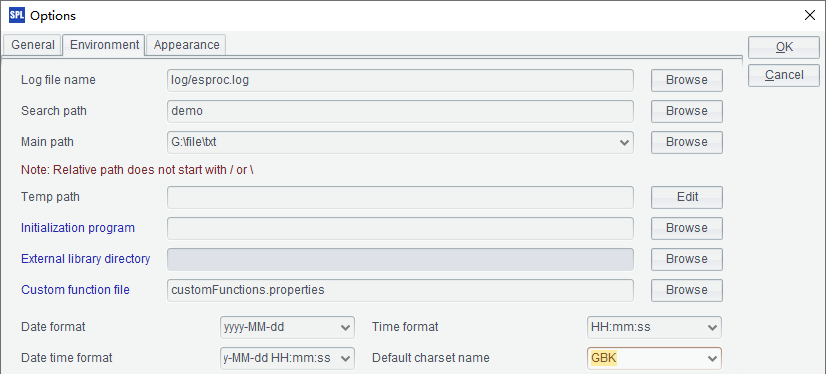 SPL Options
General Environment Appearance
OK
Log file name log/esproc.log Browse
Cancel
Search path demo Browse
Main path G:\file\txt Browse
Note: Relative path does not start with / or \
Temp path Edit
Initialization program Browse
External library directory Browse
Custom function file customFunctions.properties Browse
Date format yyyy-MM-dd Time format HH:mm:ss
Date time format y-MM-dd HH:mm:ss Default charset name GBK